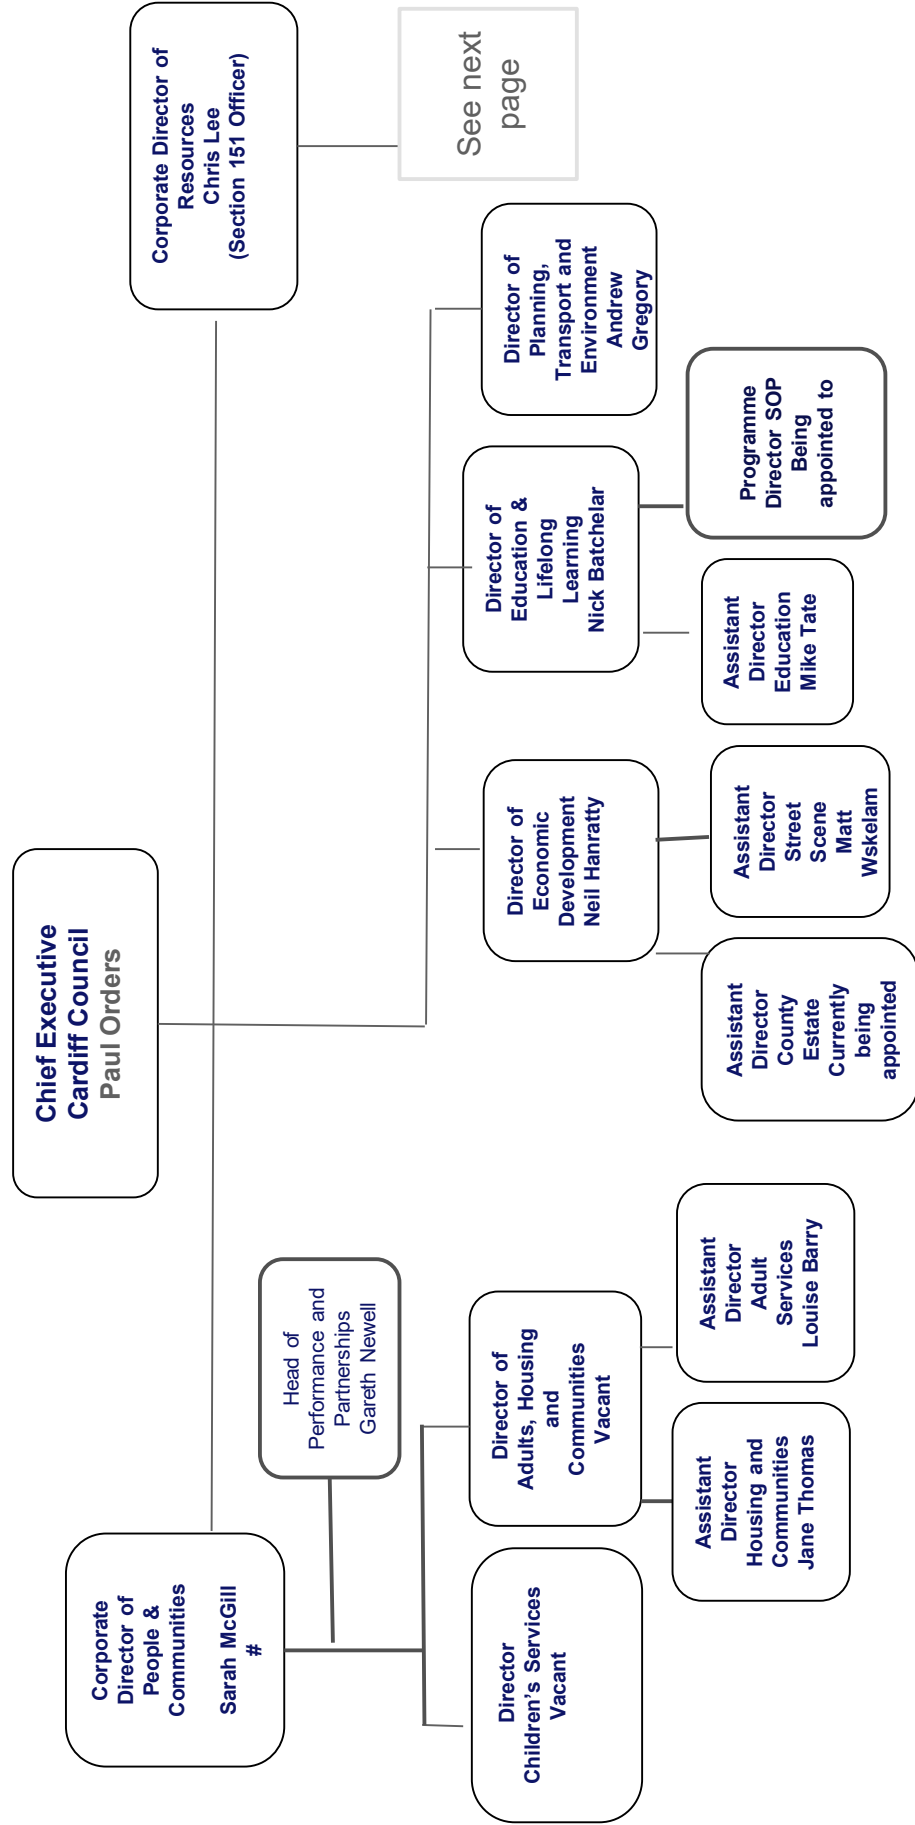 Chief Executive
Cardiff Council
Paul Orders
Corporate
Director of
People &
Communities
Sarah McGill
#
Corporate Director of
Resources
Chris Lee
(Section 151 Officer)
Head of
Performance and
Partnerships
Gareth Newell
See next
page
Director
Children’s Services
Vacant
Director of
Adults, Housing
and
Communities
Vacant
Director of
Economic
Development
Neil Hanratty
Director of
Education &
Lifelong
Learning
Nick Batchelar
Director of
Planning,
Transport and
Environment
Andrew
Gregory
Assistant
Director
Housing and
Communities
Jane Thomas
Assistant
Director
Adult
Services
Louise Barry
Assistant
Director
County
Estate
Currently
being
appointed
Assistant
Director
Street
Scene
Matt
Wskelam
Assistant
Director
Education
Mike Tate
Programme
Director SOP
Being
appointed to